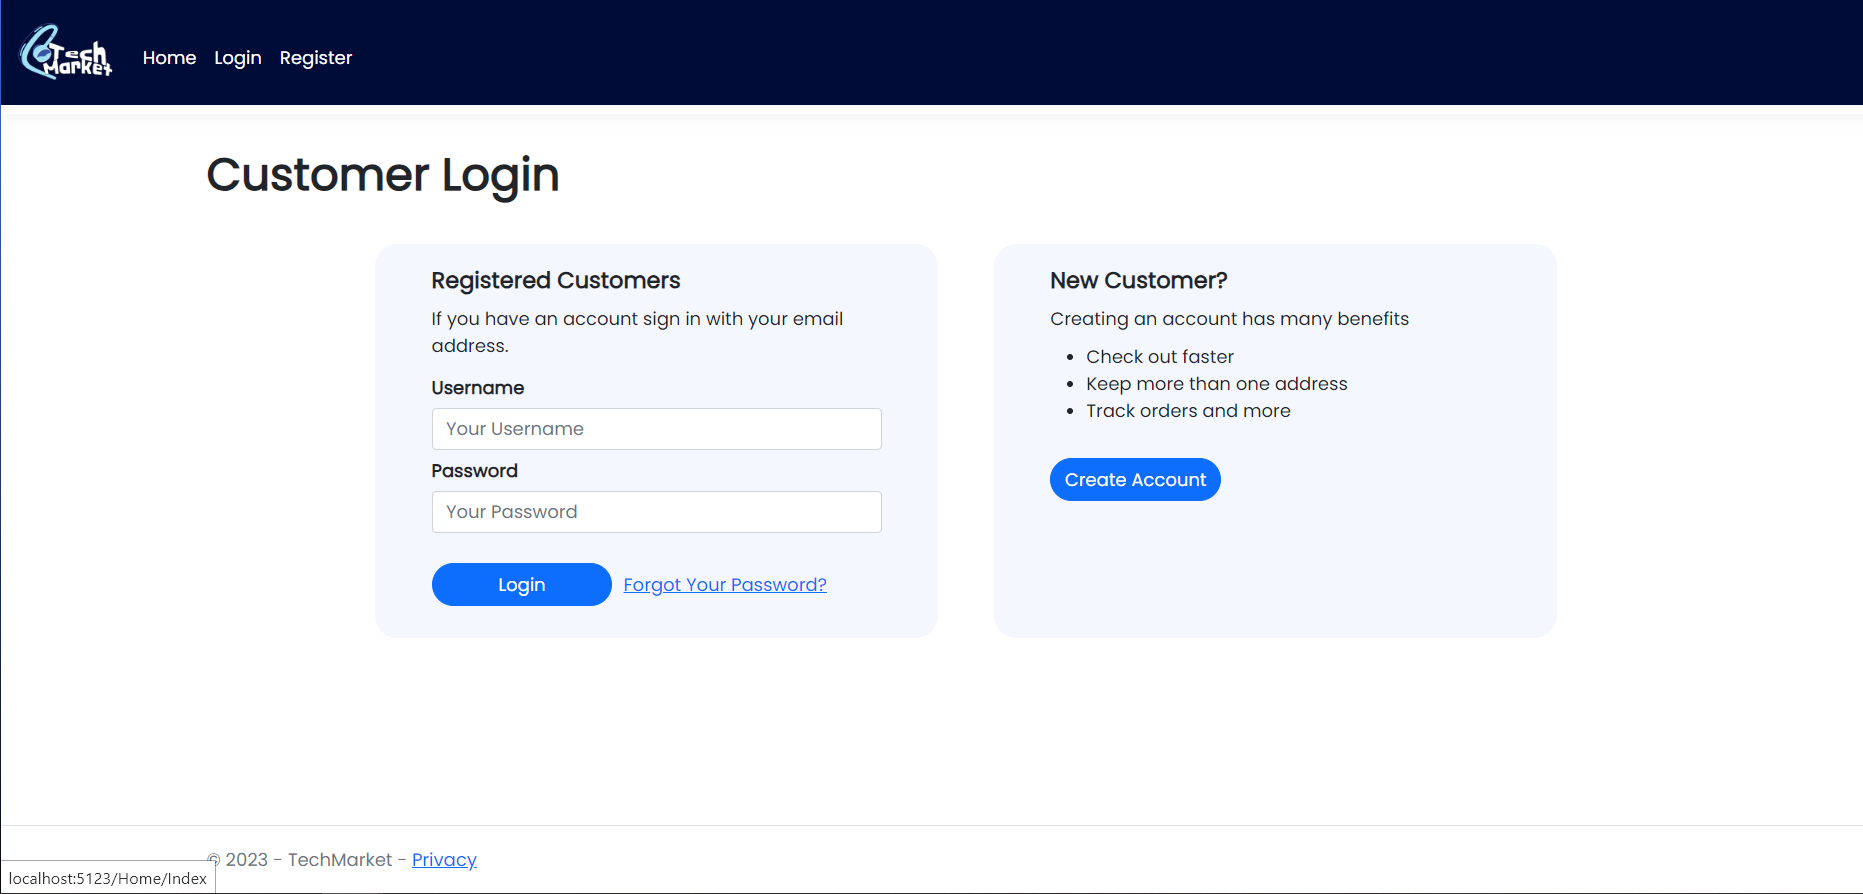 Tech
Market
Home Login Register
Customer Login
Registered Customers
If you have an account sign in with your email
address.
Username
Your Username
Password
Your Password
Login Forgot Your Password?
New Customer?
Creating an account has many benefits
• Check out faster
• Keep more than one address
• Track orders and more
Create Account
© 2023 - TechMarket - Privacy
localhost:5123/Home/Index